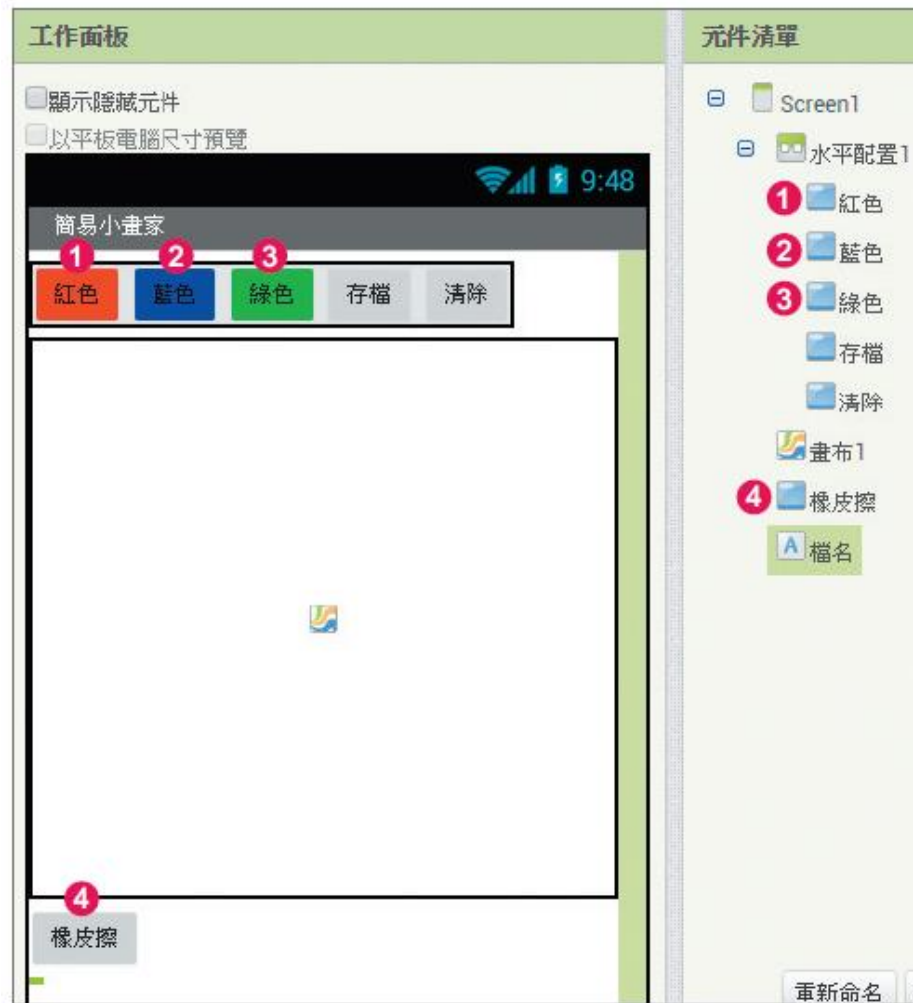 工作面板
顯示隱藏元件
以平板電腦尺寸預覽
9:48
簡易小畫家
1 2 3
紅色 藍色 綠色 存檔 清除
4
橡皮擦
元件清單
Screen1
水平配置1
1 紅色
2 藍色
3 綠色
存檔
清除
畫布1
4 橡皮擦
A 檔名
重新命名